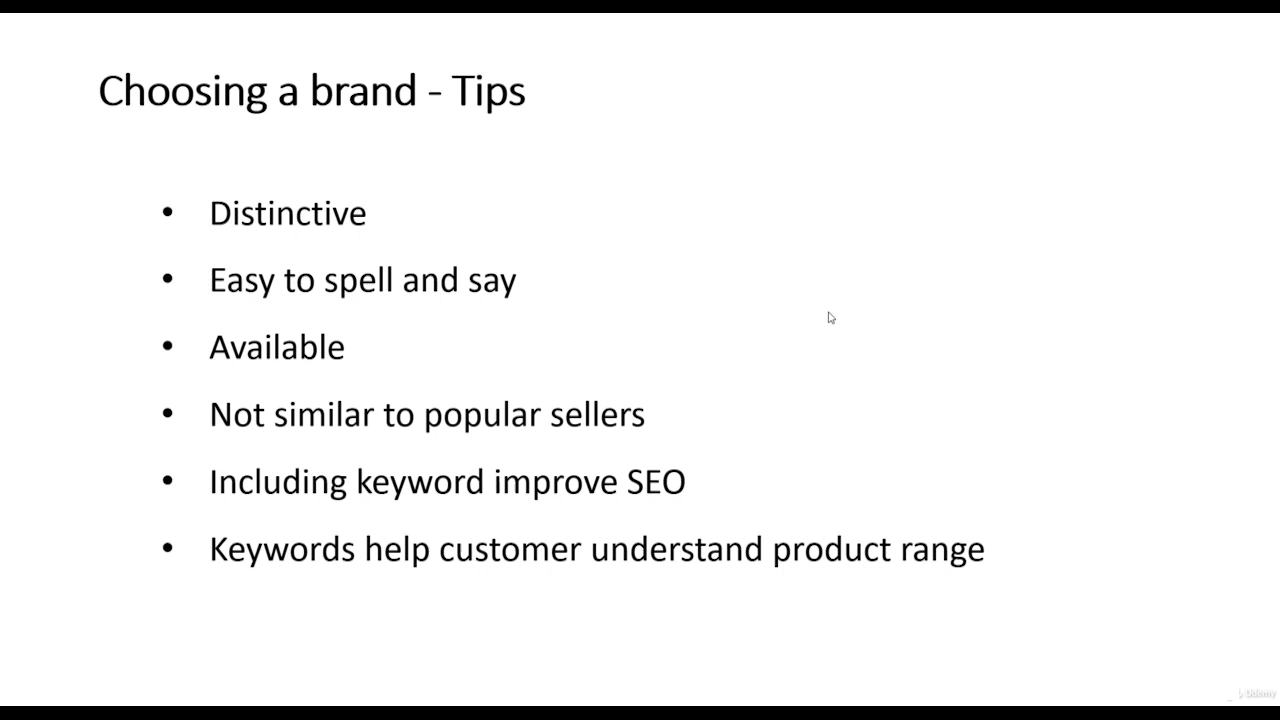 Choosing a brand - Tips
• Distinctive
• Easy to spell and say
• Available
• Not similar to popular sellers
• Including keyword improve SEO
• Keywords help customer understand product range
Udemy